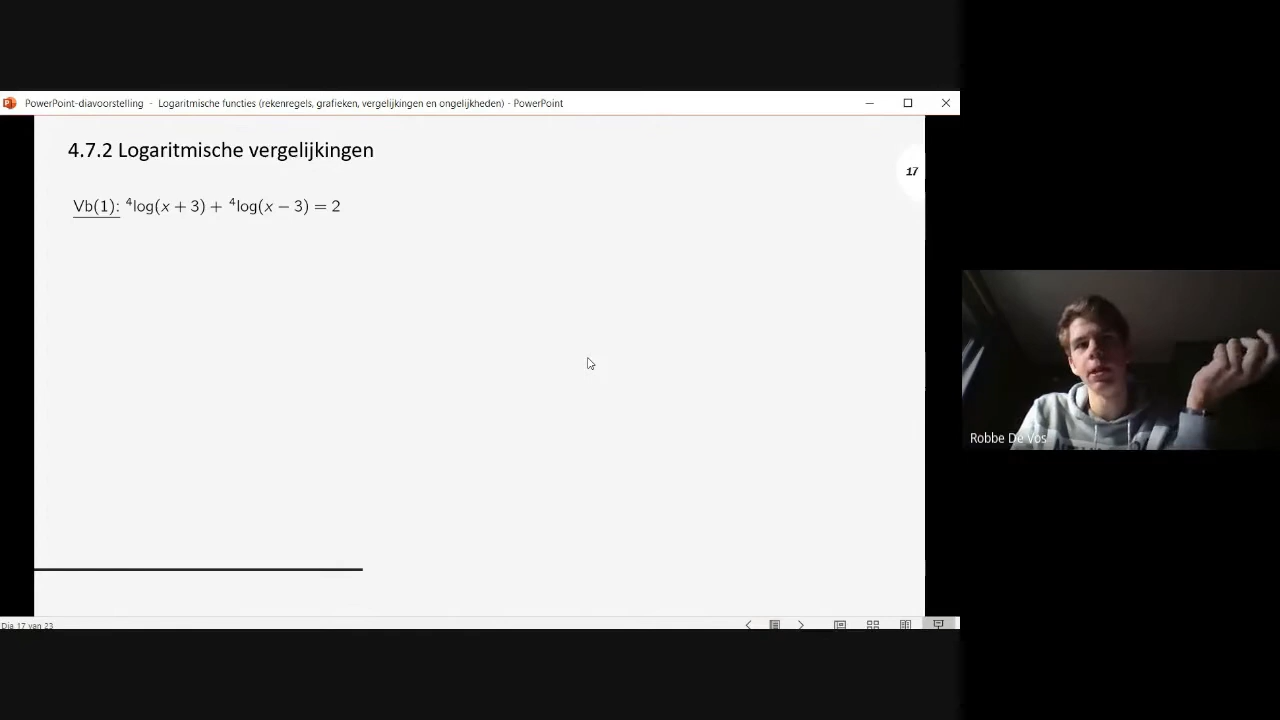 PowerPoint-diavoorstelling - Logaritmische functies (rekenregels, grafieken, vergelijkingen en ongelijkheden) - PowerPoint
4.7.2 Logaritmische vergelijkingen
17
Vb(1): ⁴log(x + 3) + ⁴log(x − 3) = 2
Robbe De Vos
Dia 17 van 23